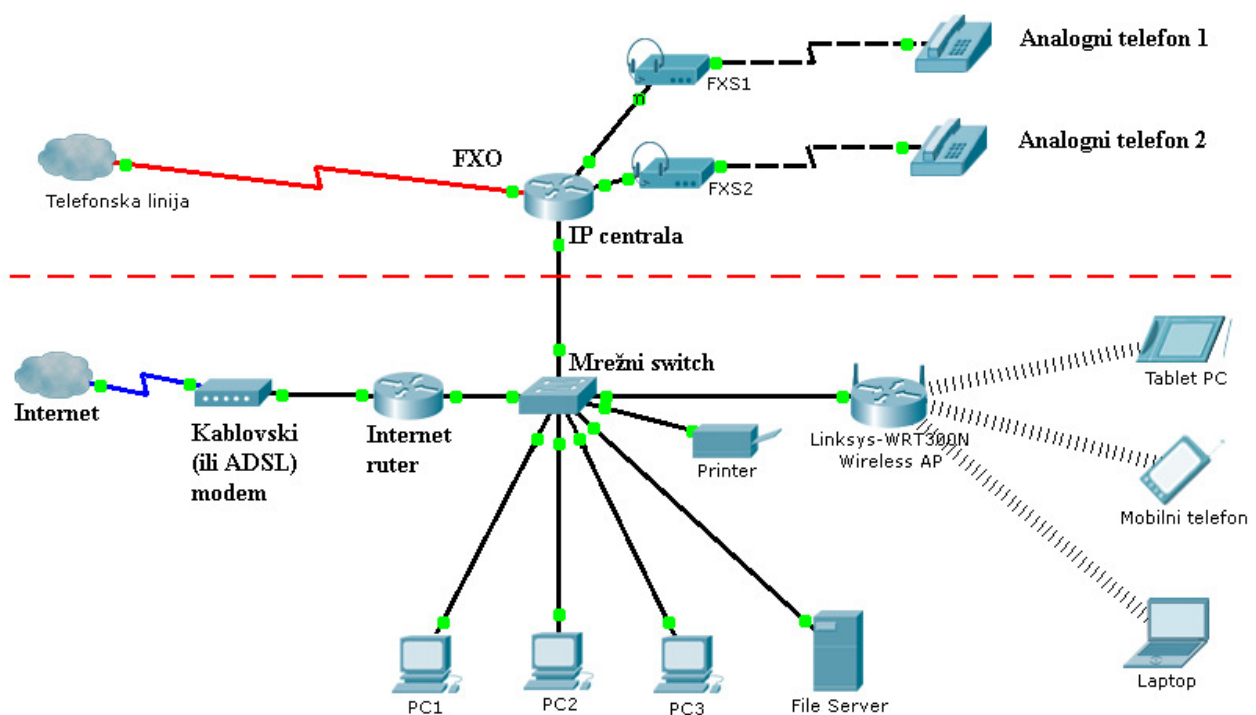 Analogni telefon 1
FXS1
FXO
Analogni telefon 2
FXS2
Telefonska linija
IP centrala
Mrežni switch
Tablet PC
Internet
Kablovski
(ili ADSL)
modem
Internet
ruter
Printer
Linksys-WRT300N
Wireless AP
Mobilni telefon
Laptop
PC1
PC2
PC3
File Server